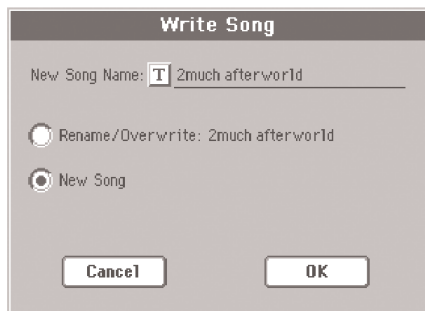 Write Song
New Song Name: T 2much afterworld
Rename/Overwrite: 2much afterworld
New Song
Cancel OK